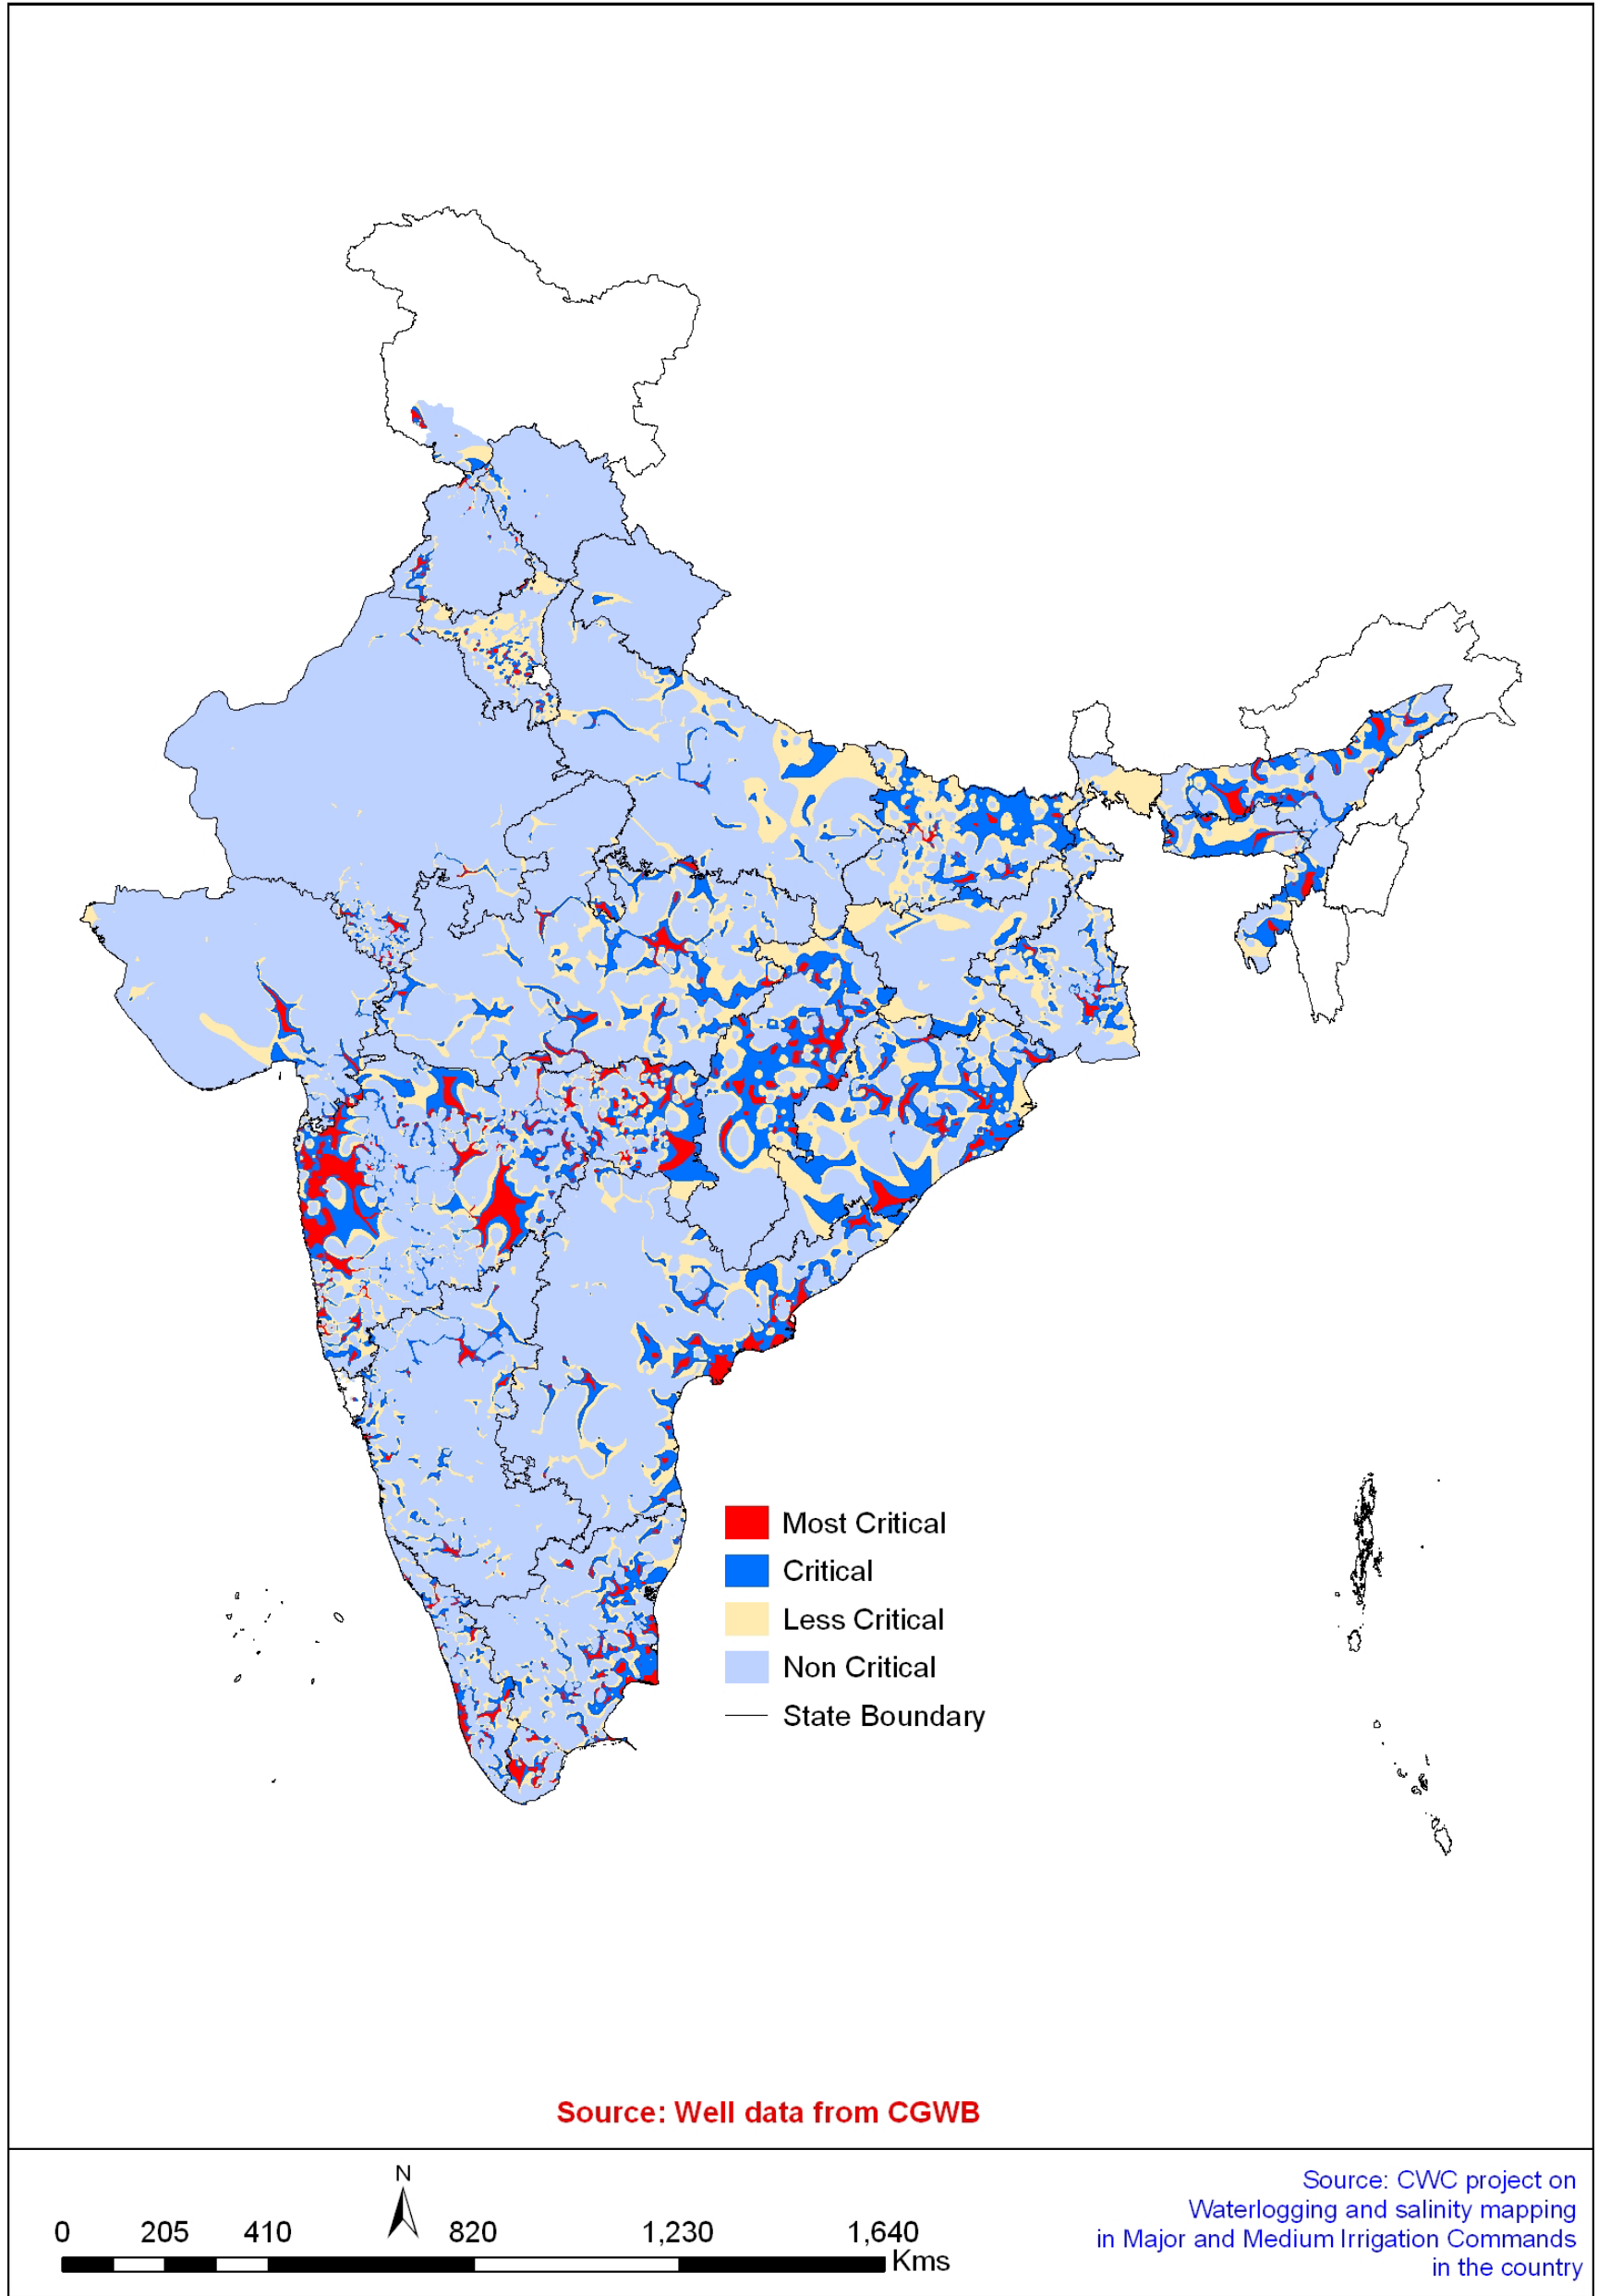 Most Critical
Critical
Less Critical
Non Critical
State Boundary
Source: Well data from CGWB
N
0 205 410 820 1,230 1,640
Kms
Source: CWC project on
Waterlogging and salinity mapping
in Major and Medium Irrigation Commands
in the country